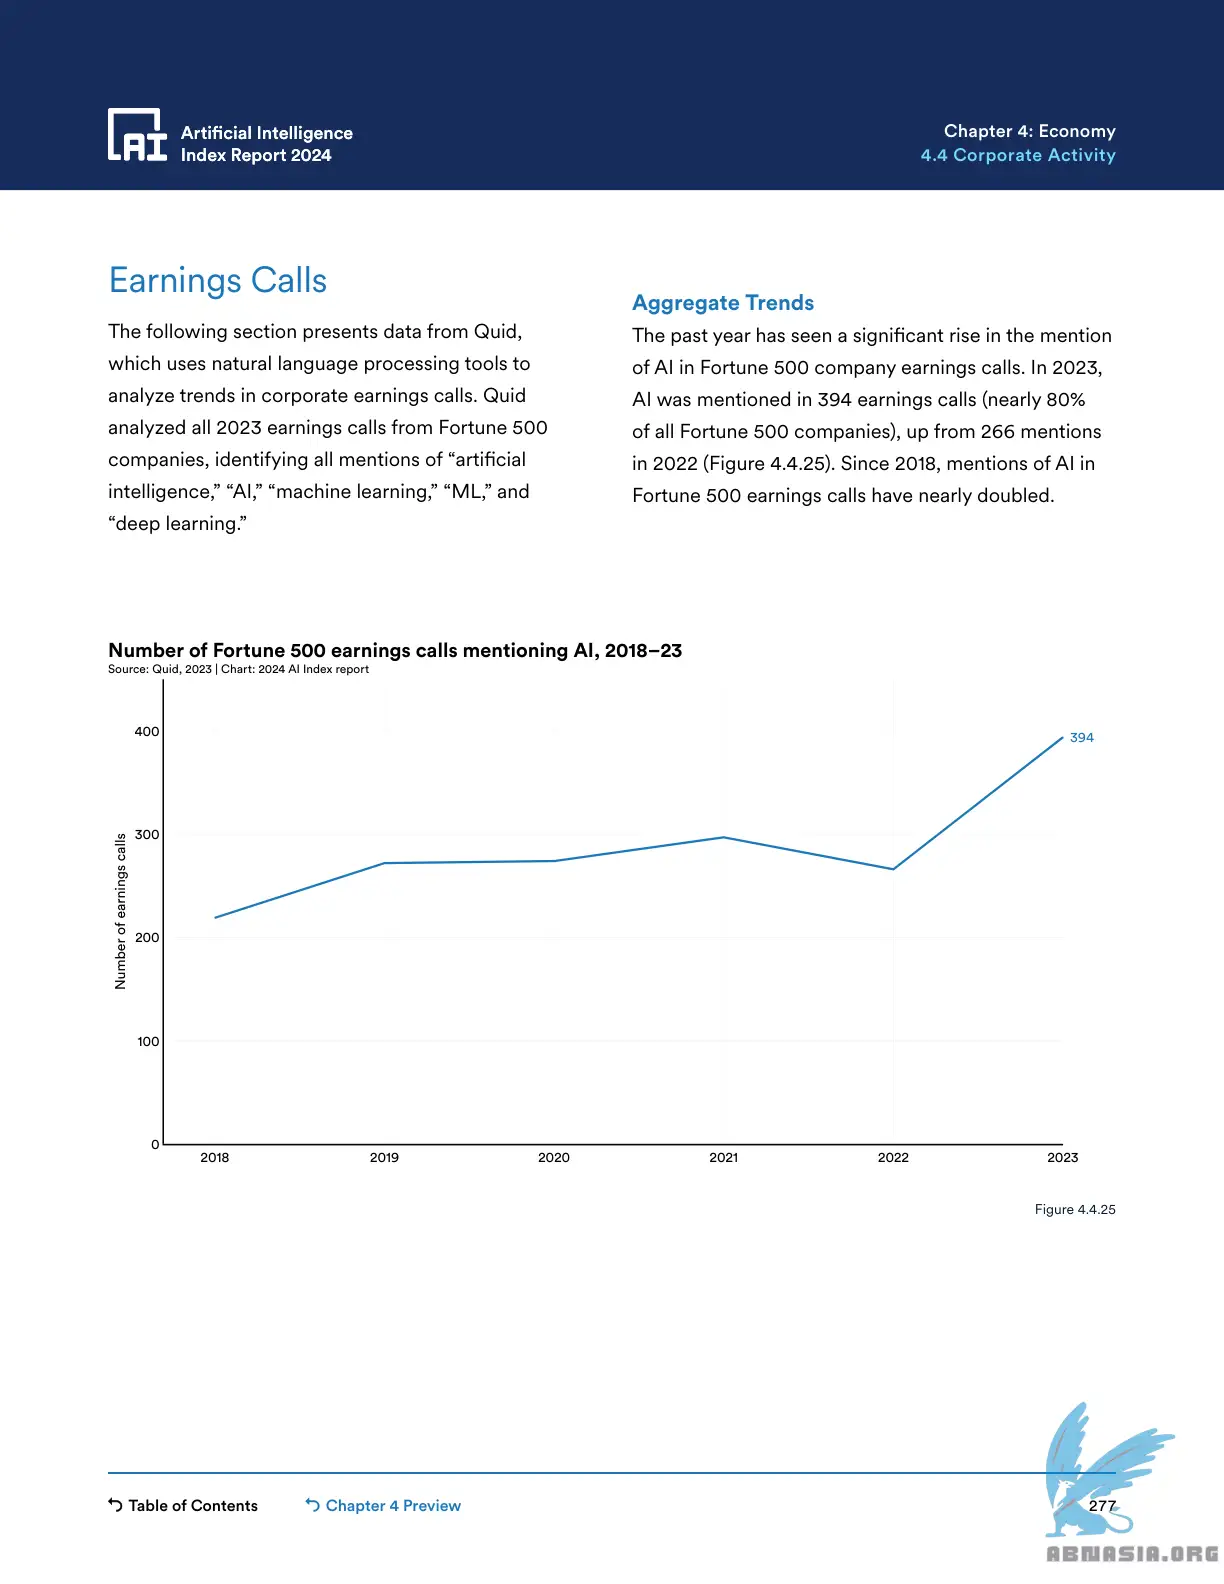 AI
Artificial Intelligence
Index Report 2024
Chapter 4: Economy
4.4 Corporate Activity
Earnings Calls
The following section presents data from Quid,
which uses natural language processing tools to
analyze trends in corporate earnings calls. Quid
analyzed all 2023 earnings calls from Fortune 500
companies, identifying all mentions of “artificial
intelligence,” “AI,” “machine learning,” “ML,” and
“deep learning.”
Aggregate Trends
The past year has seen a significant rise in the mention
of AI in Fortune 500 company earnings calls. In 2023,
AI was mentioned in 394 earnings calls (nearly 80%
of all Fortune 500 companies), up from 266 mentions
in 2022 (Figure 4.4.25). Since 2018, mentions of AI in
Fortune 500 earnings calls have nearly doubled.
Number of Fortune 500 earnings calls mentioning AI, 2018–23
Source: Quid, 2023 | Chart: 2024 AI Index report
Number of earnings calls
400
300
200
100
0
394
2018
2019
2020
2021
2022
2023
Figure 4.4.25
Table of Contents
Chapter 4 Preview
277
ABNASIA.ORG